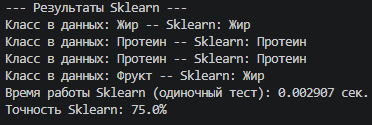 --- Результаты Sklearn ---
Класс в данных: Жир -- Sklearn: Жир
Класс в данных: Протеин -- Sklearn: Протеин
Класс в данных: Протеин -- Sklearn: Протеин
Класс в данных: Фрукт -- Sklearn: Жир
Время работы Sklearn (одиночный тест): 0.002907 сек.
Точность Sklearn: 75.0%